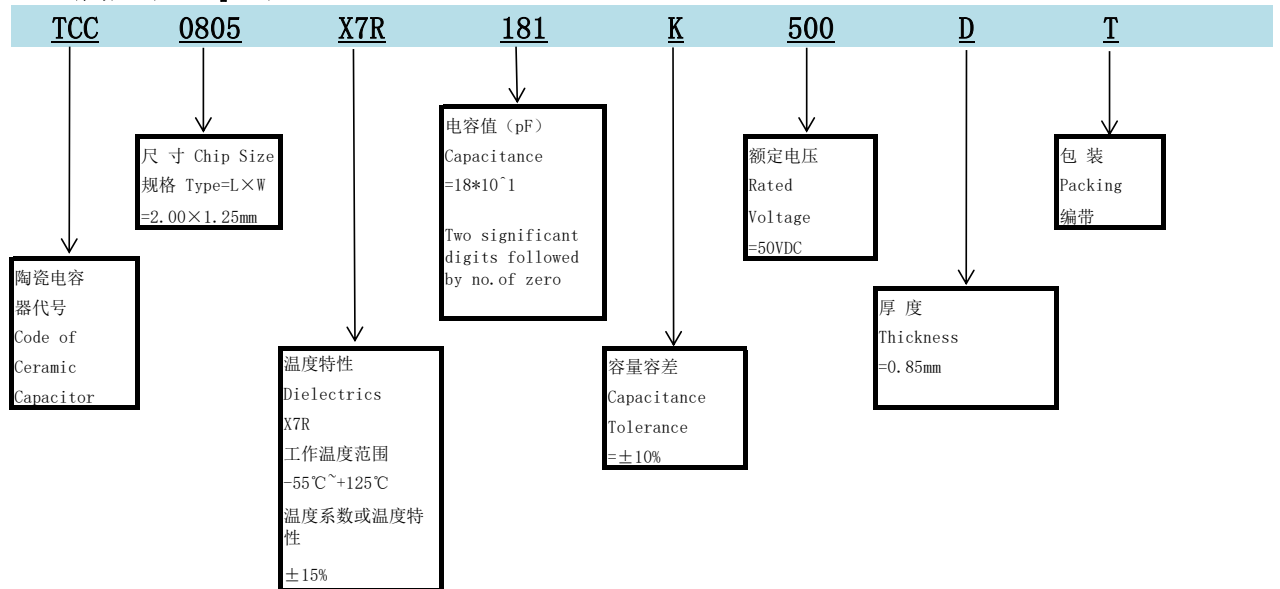 TCC 0805 X7R 181 K 500 D T
陶瓷电容
器代号
Code of
Ceramic
Capacitor
尺 寸 Chip Size
规格 Type=L×W
=2.00×1.25mm
温度特性
Dielectrics
X7R
工作温度范围
-55℃~+125℃
温度系数或温度特
性
±15%
电容值（pF）
Capacitance
=18*10^1
Two significant
digits followed
by no.of zero
容量容差
Capacitance
Tolerance
=±10%
额定电压
Rated
Voltage
=50VDC
厚 度
Thickness
=0.85mm
包 装
Packing
编带